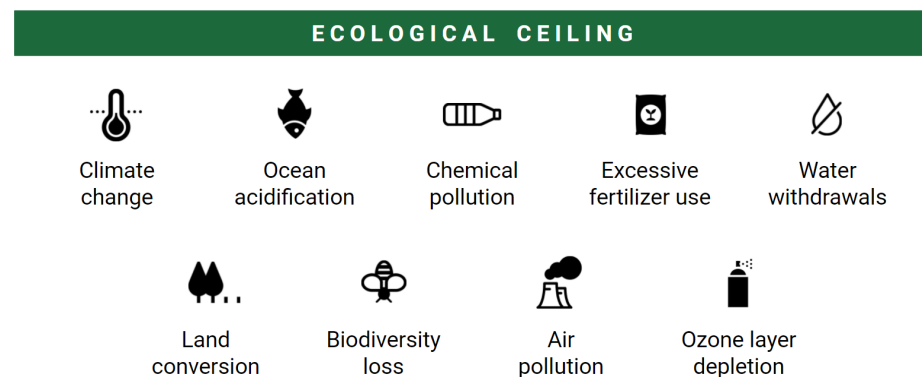 ECOLOGICAL CEILING
Climate
change
Ocean
acidification
Chemical
pollution
Excessive
fertilizer use
Water
withdrawals
Land
conversion
Biodiversity
loss
Air
pollution
Ozone layer
depletion